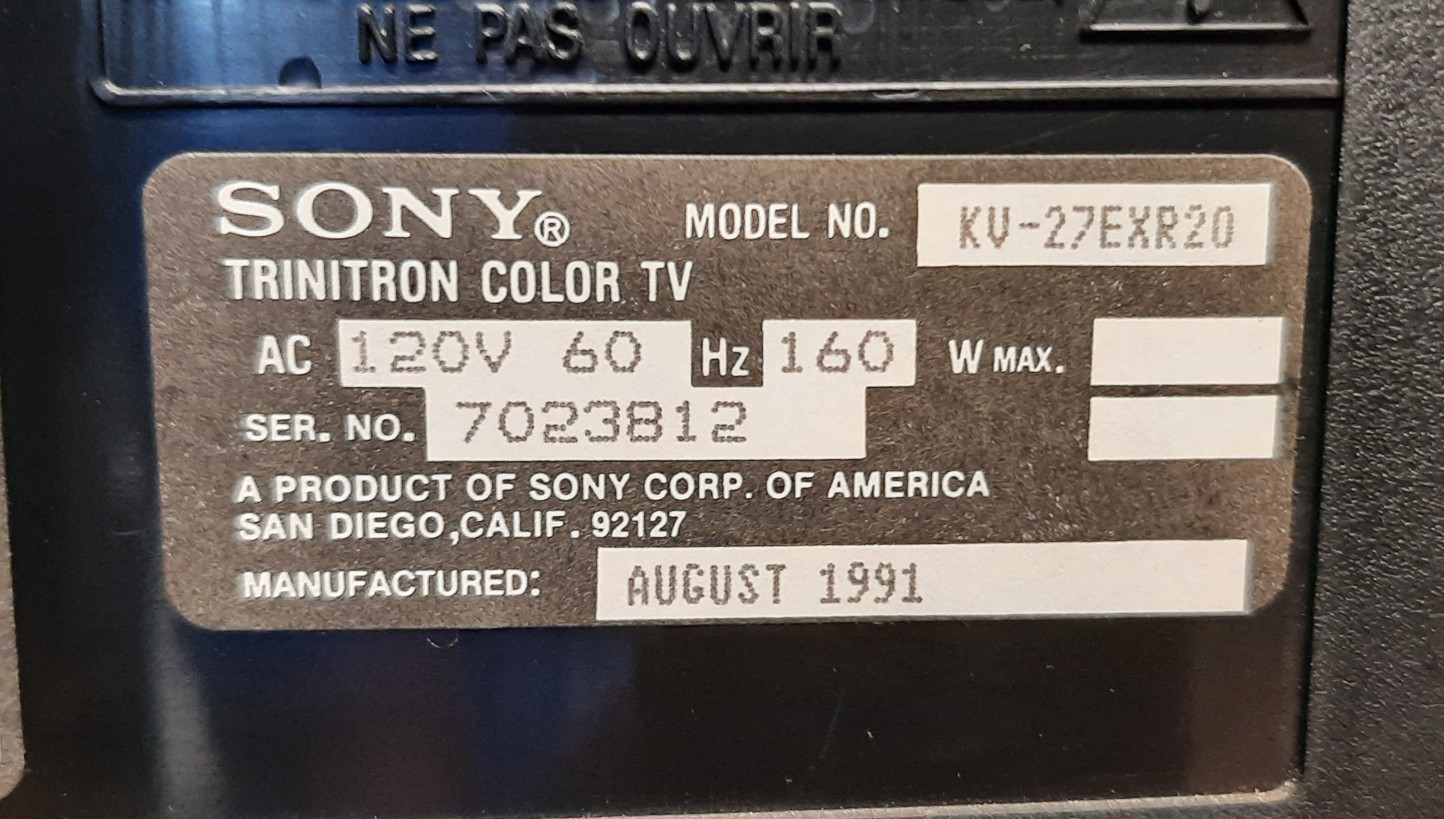 NE PAS OUVRIR
SONY® MODEL NO. KV-27EXR20
TRINITRON COLOR TV
AC 120V 60 Hz 160 W MAX.
SER. NO. 7023812
A PRODUCT OF SONY CORP. OF AMERICA
SAN DIEGO,CALIF. 92127
MANUFACTURED: AUGUST 1991